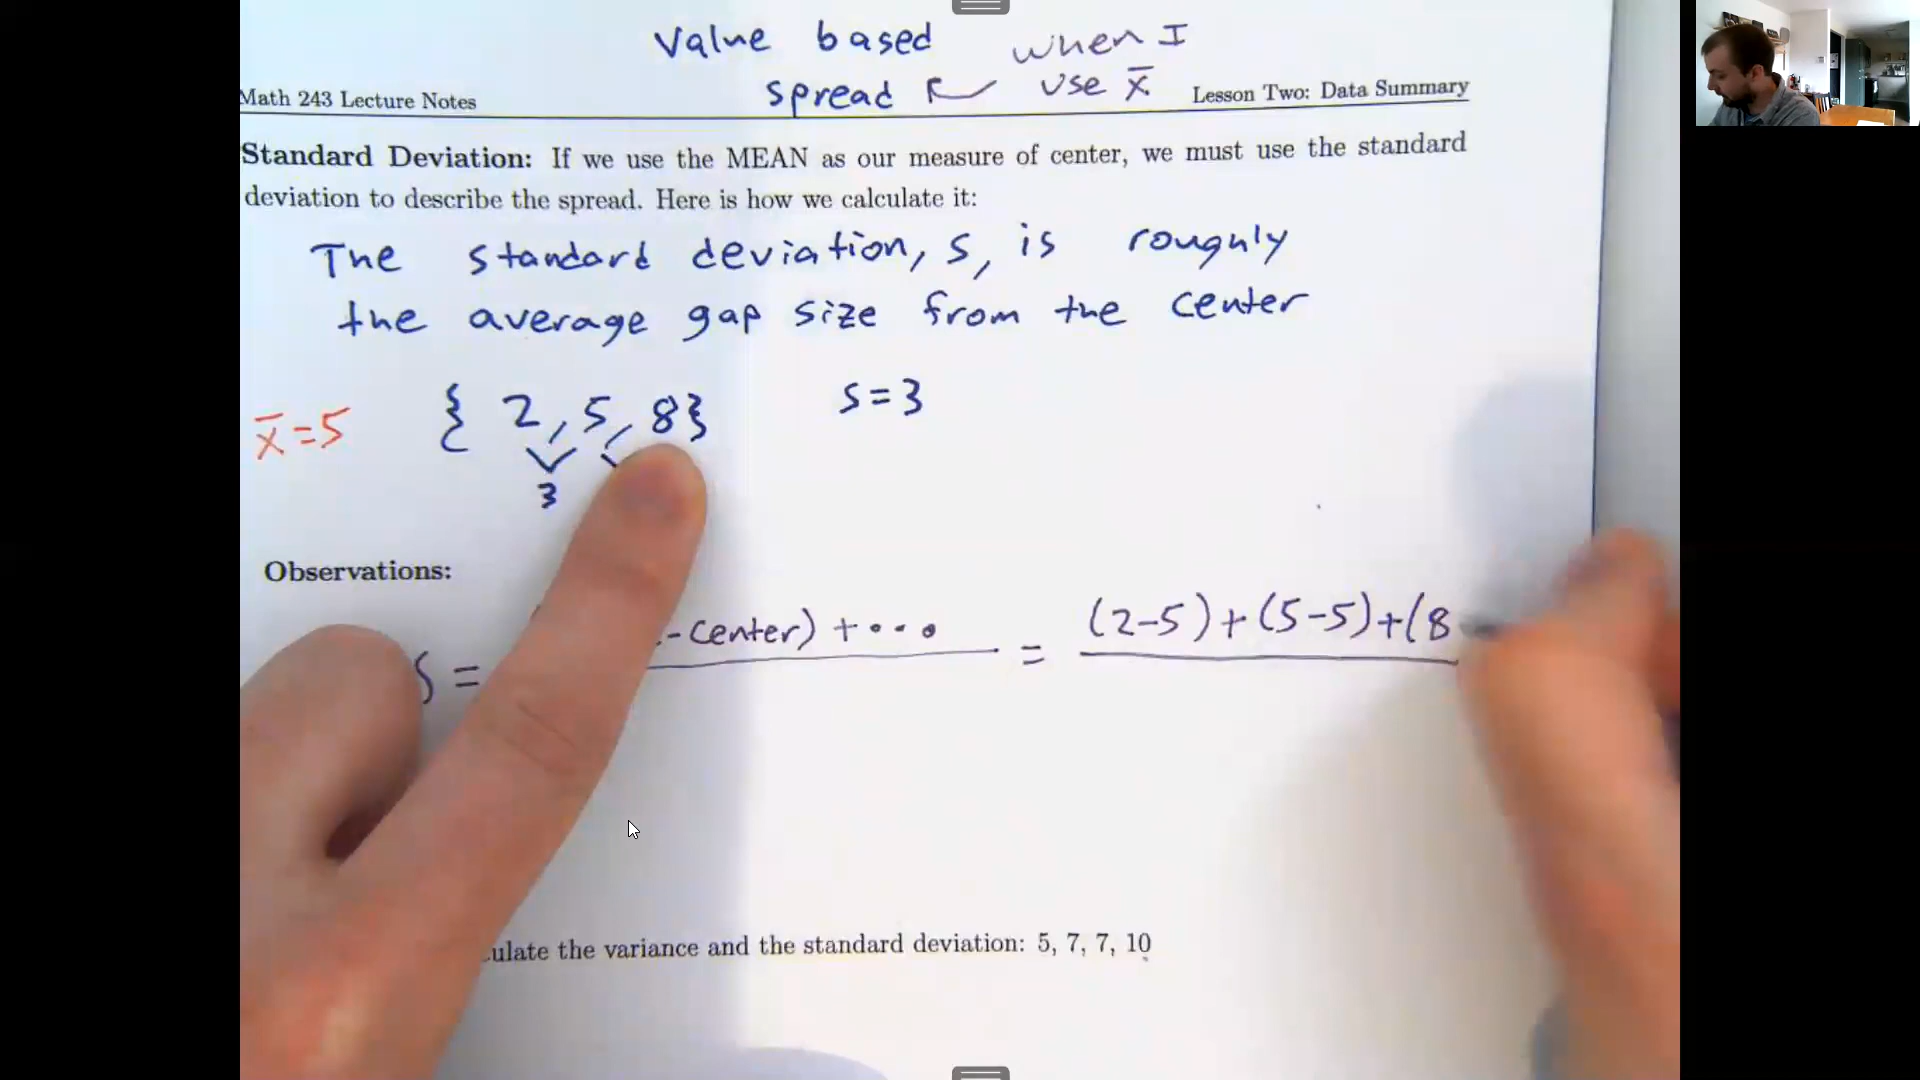 Value based when I
spread use x̄
Math 243 Lecture Notes Lesson Two: Data Summary
Standard Deviation: If we use the MEAN as our measure of center, we must use the standard
deviation to describe the spread. Here is how we calculate it:
The standard deviation, s, is roughly
the average gap size from the center
x̄=5 { 2, 5, 8} s=3
3
Observations:
S = -center) + ... = (2-5)+(5-5)+(8
ulate the variance and the standard deviation: 5, 7, 7, 10